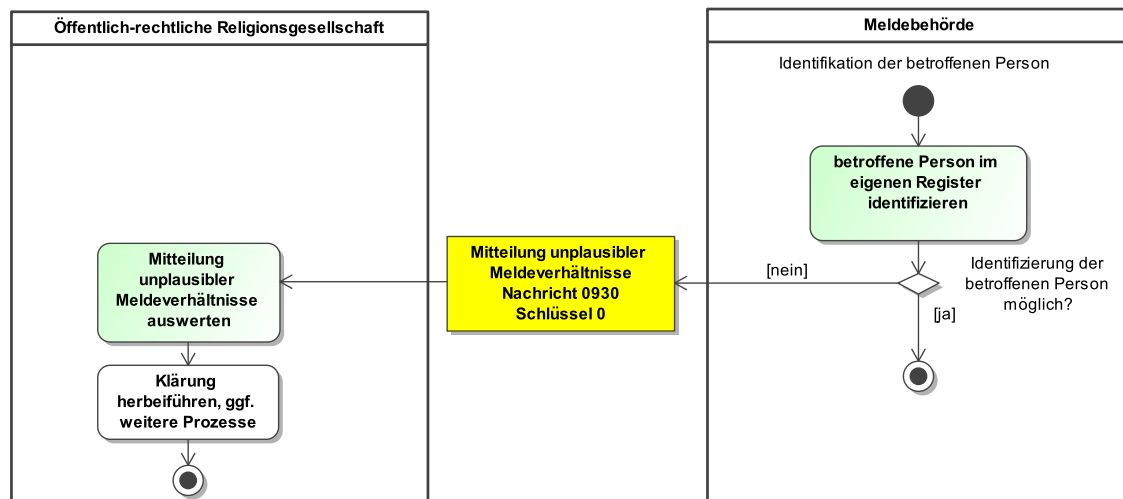 Öffentlich-rechtliche Religionsgesellschaft
Meldebehörde
Identifikation der betroffenen Person
betroffene Person im
eigenen Register
identifizieren
Identifizierung der
betroffenen Person
möglich?
[nein]
[ja]
Mitteilung unplausibler
Meldeverhältnisse
Nachricht 0930
Schlüssel 0
Mitteilung
unplausibler
Meldeverhältnisse
auswerten
Klärung
herbeiführen, ggf.
weitere Prozesse